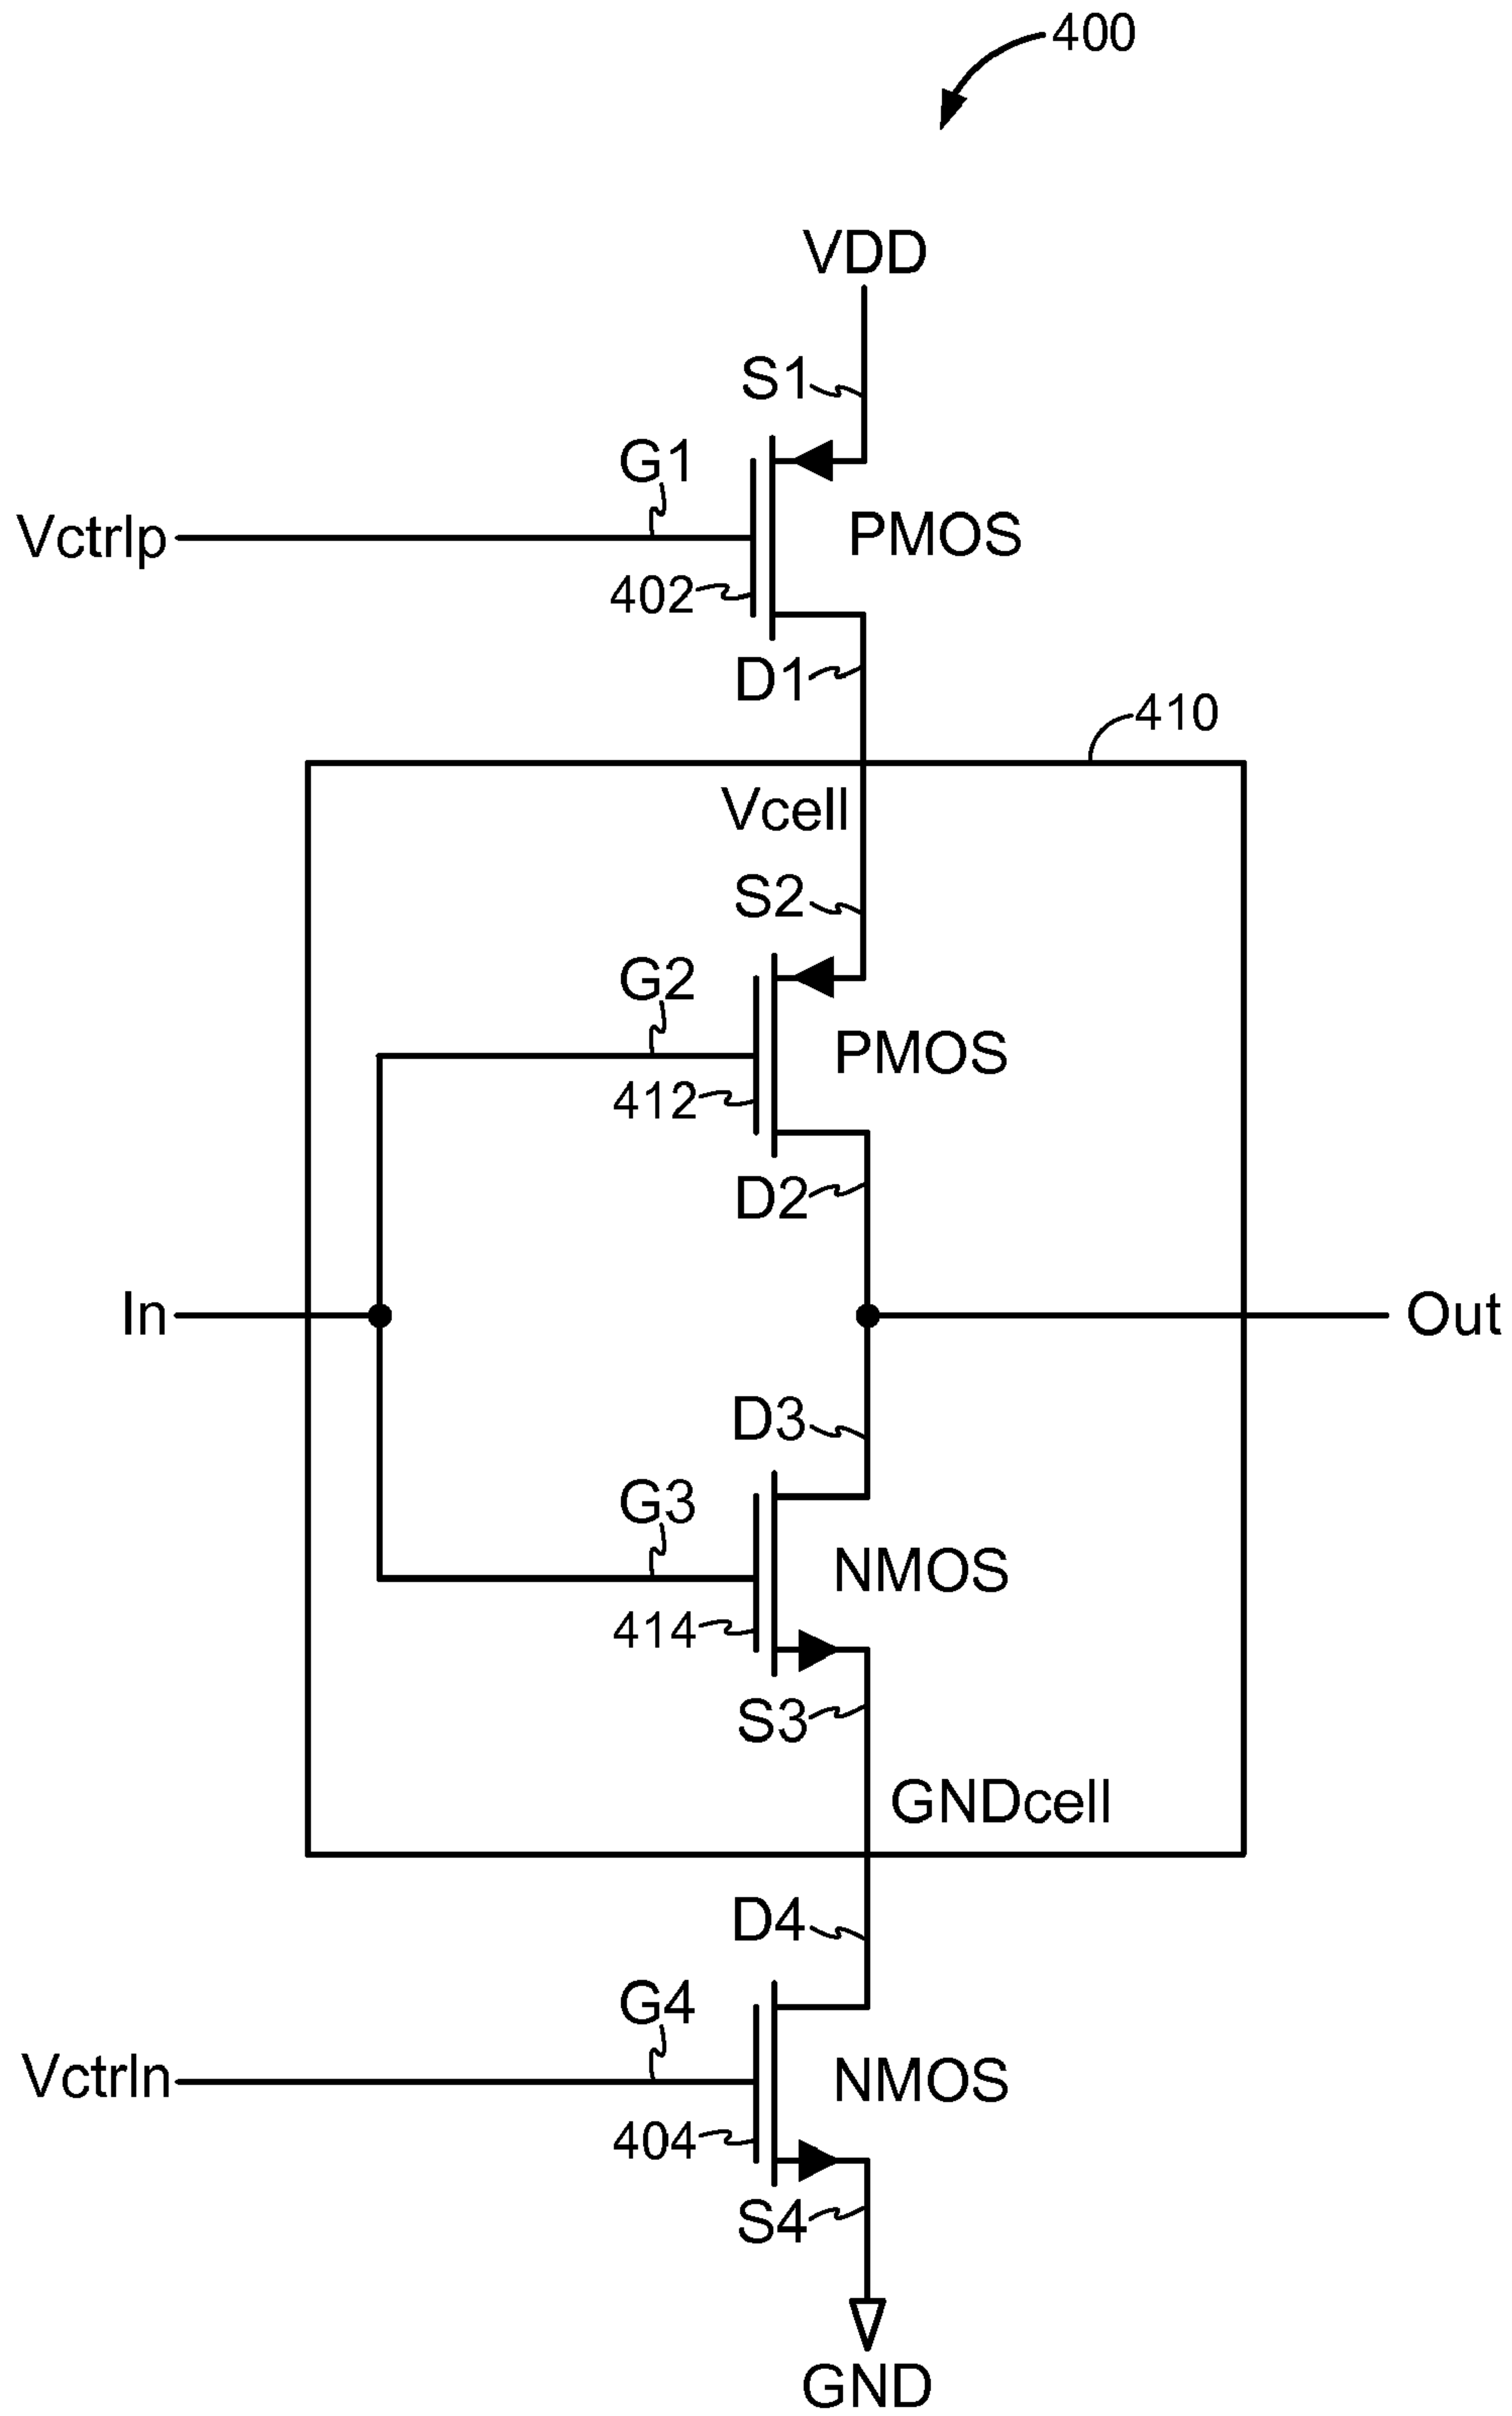 400
VDD
S1
G1
Vctrlp
PMOS
402
D1
410
Vcell
S2
G2
PMOS
412
D2
In
Out
D3
G3
NMOS
414
S3
GNDcell
D4
G4
Vctrln
NMOS
404
S4
GND